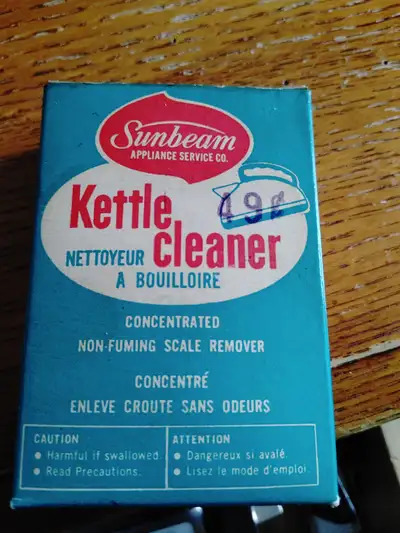 Sunbeam
APPLIANCE SERVICE CO.
Kettle
49¢
NETTOYEUR cleaner
À BOUILLOIRE
CONCENTRATED
NON-FUMING SCALE REMOVER
CONCENTRÉ
ENLEVE CROUTE SANS ODEURS
CAUTION
• Harmful if swallowed.
• Read Precautions.
ATTENTION
• Dangereux si avalé.
• Lisez le mode d'emploi.